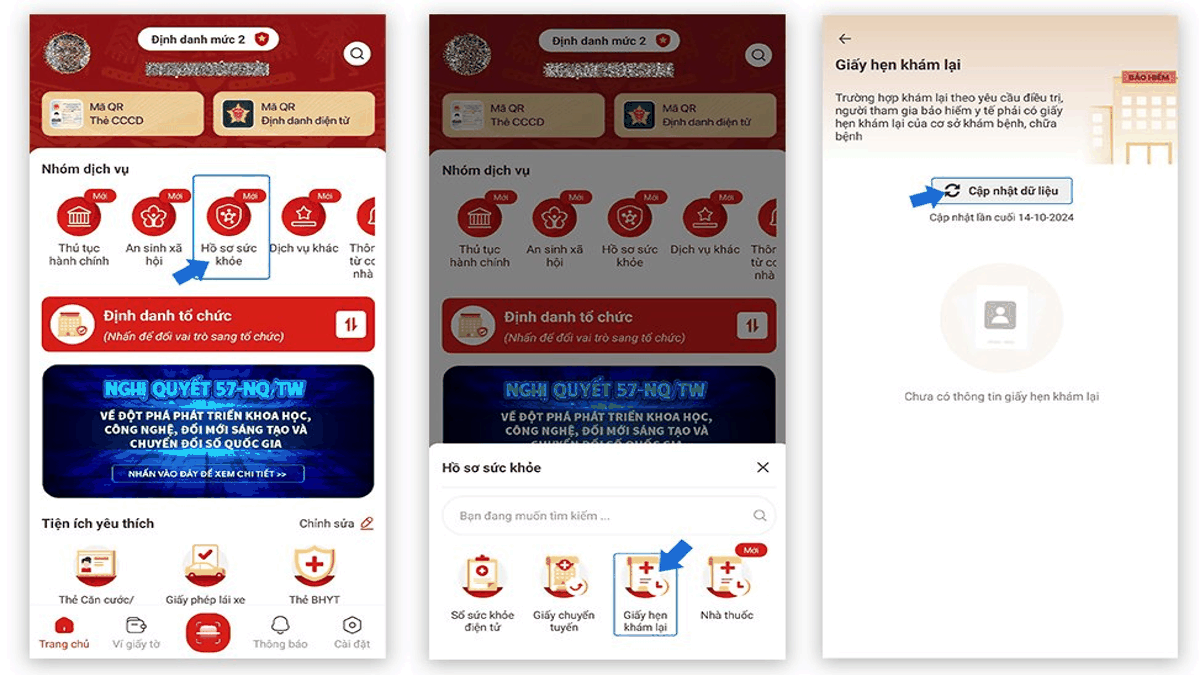 Định danh mức 2
Mã QR
Thẻ CCCD
Mã QR
Định danh điện tử
Nhóm dịch vụ
Mới
Thủ tục
hành chính
Mới
An sinh xã
hội
Mới
Hồ sơ sức
khỏe
Mới
Dịch vụ khác
Thôn
từ cơ
nhà
Định danh tổ chức
(Nhấn để đổi vai trò sang tổ chức)
NGHỊ QUYẾT 57-NQ/TW
VỀ ĐỘT PHÁ PHÁT TRIỂN KHOA HỌC,
CÔNG NGHỆ, ĐỔI MỚI SÁNG TẠO VÀ
CHUYỂN ĐỔI SỐ QUỐC GIA
NHẤN VÀO ĐÂY ĐỂ XEM CHI TIẾT >>
Tiện ích yêu thích
Chỉnh sửa
Thẻ Căn cước/
Giấy phép lái xe
Thẻ BHYT
Trang chủ
Ví giấy tờ
Thông báo
Cài đặt
Định danh mức 2
Mã QR
Thẻ CCCD
Mã QR
Định danh điện tử
Nhóm dịch vụ
Mới
Thủ tục
hành chính
Mới
An sinh xã
hội
Mới
Hồ sơ sức
khỏe
Mới
Dịch vụ khác
Thôn
từ cơ
nhà
Định danh tổ chức
(Nhấn để đổi vai trò sang tổ chức)
NGHỊ QUYẾT 57-NQ/TW
VỀ ĐỘT PHÁ PHÁT TRIỂN KHOA HỌC,
CÔNG NGHỆ, ĐỔI MỚI SÁNG TẠO VÀ
CHUYỂN ĐỔI SỐ QUỐC GIA
Hồ sơ sức khỏe
Bạn đang muốn tìm kiếm ...
Sổ sức khỏe
điện tử
Giấy chuyển
tuyến
Giấy hẹn
khám lại
Mới
Nhà thuốc
Giấy hẹn khám lại
BẢO HIỂM
Trường hợp khám lại theo yêu cầu điều trị,
người tham gia bảo hiểm y tế phải có giấy
hẹn khám lại của cơ sở khám bệnh, chữa
bệnh
Cập nhật dữ liệu
Cập nhật lần cuối 14-10-2024
Chưa có thông tin giấy hẹn khám lại